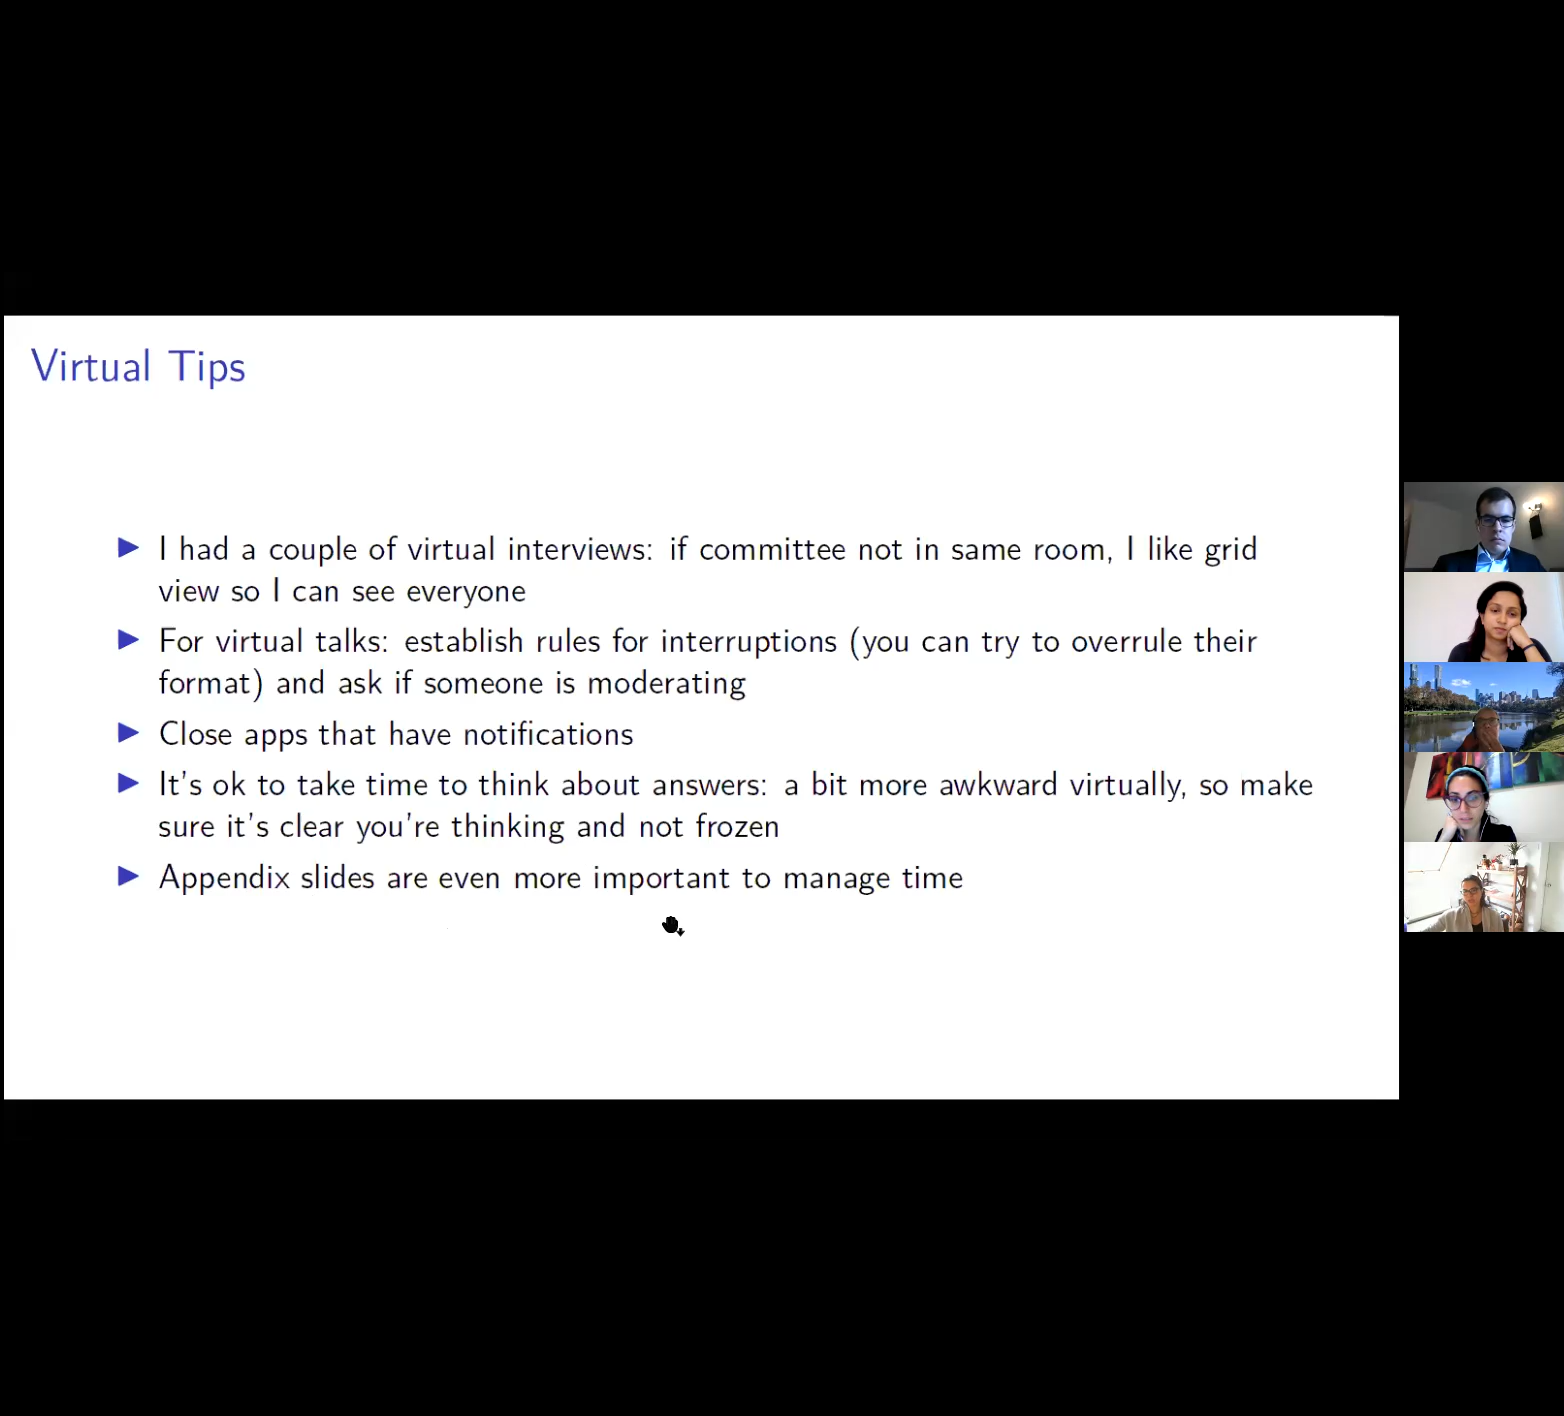 Virtual Tips
I had a couple of virtual interviews: if committee not in same room, I like grid
view so I can see everyone
For virtual talks: establish rules for interruptions (you can try to overrule their
format) and ask if someone is moderating
Close apps that have notifications
It's ok to take time to think about answers: a bit more awkward virtually, so make
sure it's clear you're thinking and not frozen
Appendix slides are even more important to manage time